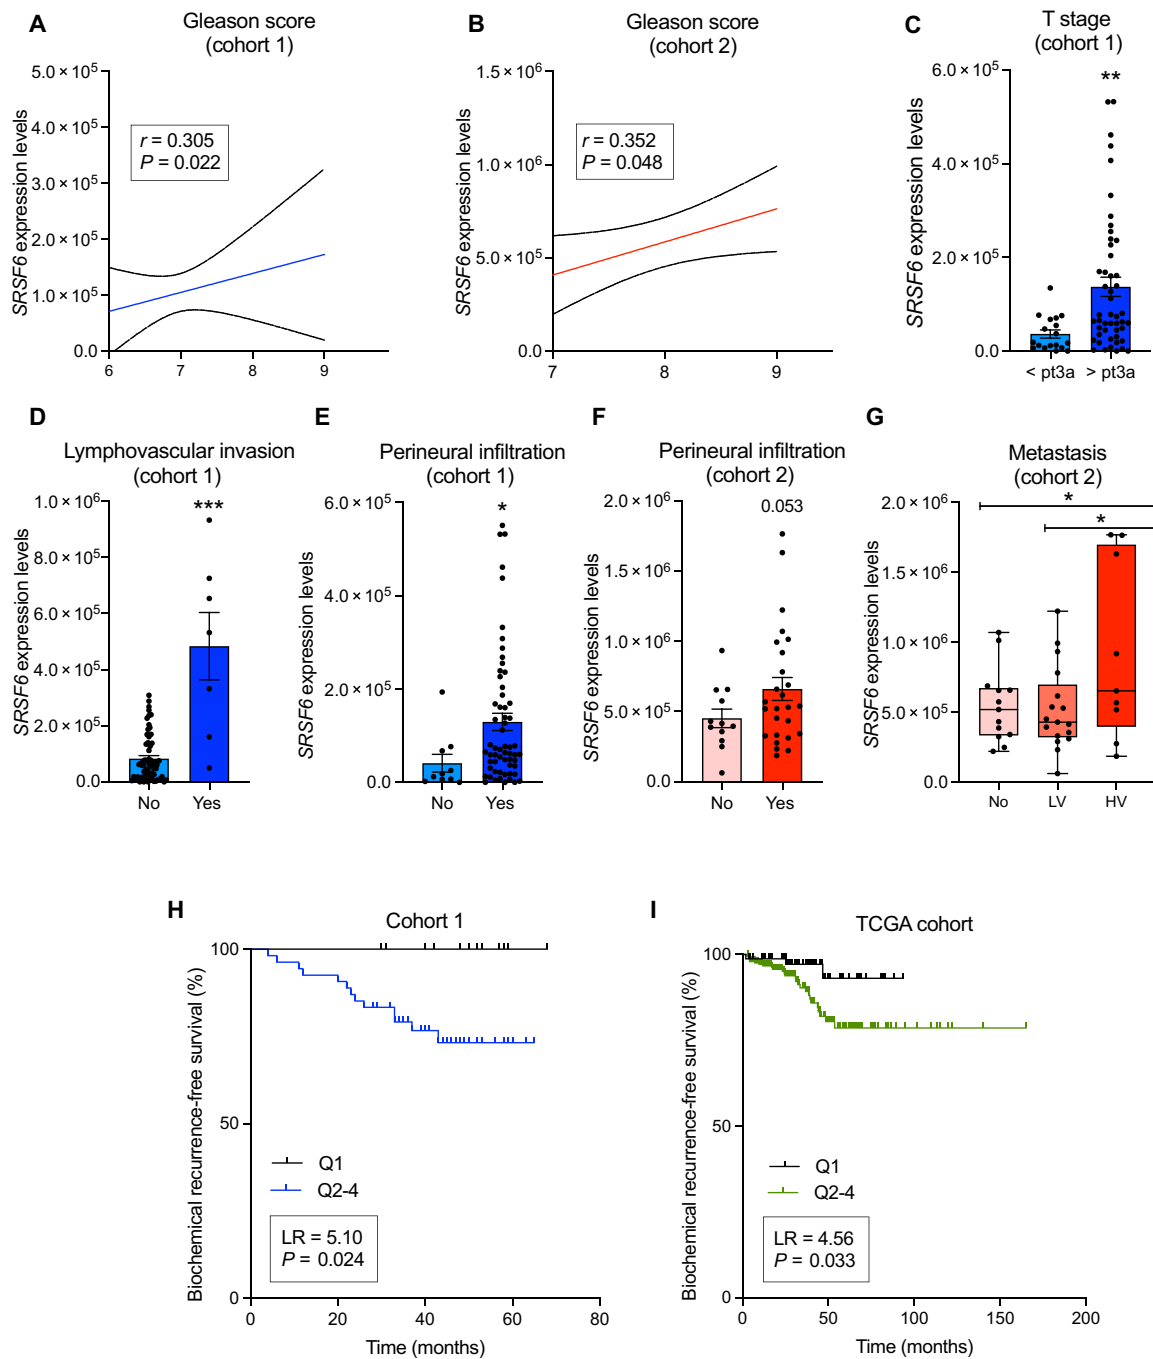 A
Gleason score
(cohort 1)
SRSF6 expression levels
5.0 × 10⁵
4.0 × 10⁵
3.0 × 10⁵
2.0 × 10⁵
1.0 × 10⁵
0.0
r = 0.305
P = 0.022
6 7 8 9
B
Gleason score
(cohort 2)
SRSF6 expression levels
1.5 × 10⁶
1.0 × 10⁶
5.0 × 10⁵
0.0
r = 0.352
P = 0.048
7 8 9
C
T stage
(cohort 1)
SRSF6 expression levels
6.0 × 10⁵
4.0 × 10⁵
2.0 × 10⁵
0.0
**
< pt3a > pt3a
D
Lymphovascular invasion
(cohort 1)
SRSF6 expression levels
1.0 × 10⁶
8.0 × 10⁵
6.0 × 10⁵
4.0 × 10⁵
2.0 × 10⁵
0.0
***
No Yes
E
Perineural infiltration
(cohort 1)
SRSF6 expression levels
6.0 × 10⁵
4.0 × 10⁵
2.0 × 10⁵
0.0
*
No Yes
F
Perineural infiltration
(cohort 2)
SRSF6 expression levels
2.0 × 10⁶
1.5 × 10⁶
1.0 × 10⁶
5.0 × 10⁵
0.0
0.053
No Yes
G
Metastasis
(cohort 2)
SRSF6 expression levels
2.0 × 10⁶
1.5 × 10⁶
1.0 × 10⁶
5.0 × 10⁵
0.0
*
*
No LV HV
H
Cohort 1
Biochemical recurrence-free survival (%)
100
50
0
Q1
Q2-4
LR = 5.10
P = 0.024
0 20 40 60 80
Time (months)
I
TCGA cohort
Biochemical recurrence-free survival (%)
100
50
0
Q1
Q2-4
LR = 4.56
P = 0.033
0 50 100 150 200
Time (months)